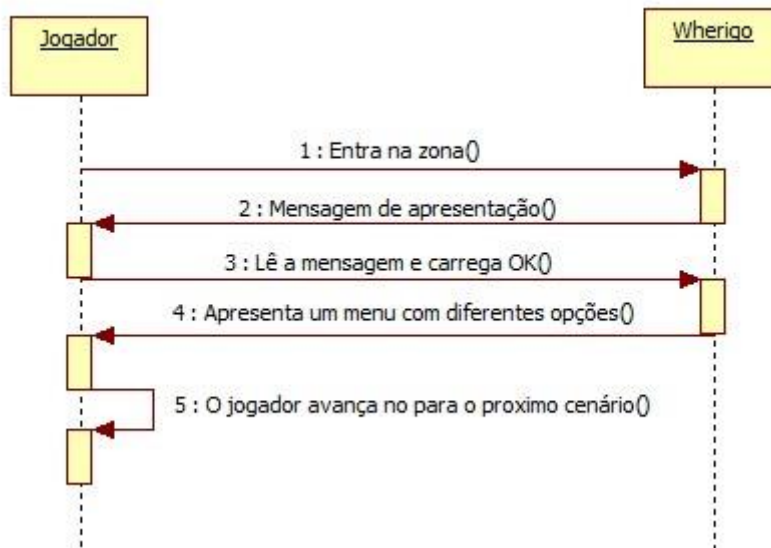 Jogador
Wherigo
1 : Entra na zona()
2 : Mensagem de apresentação()
3 : Lê a mensagem e carrega OK()
4 : Apresenta um menu com diferentes opções()
5 : O jogador avança no para o proximo cenário()